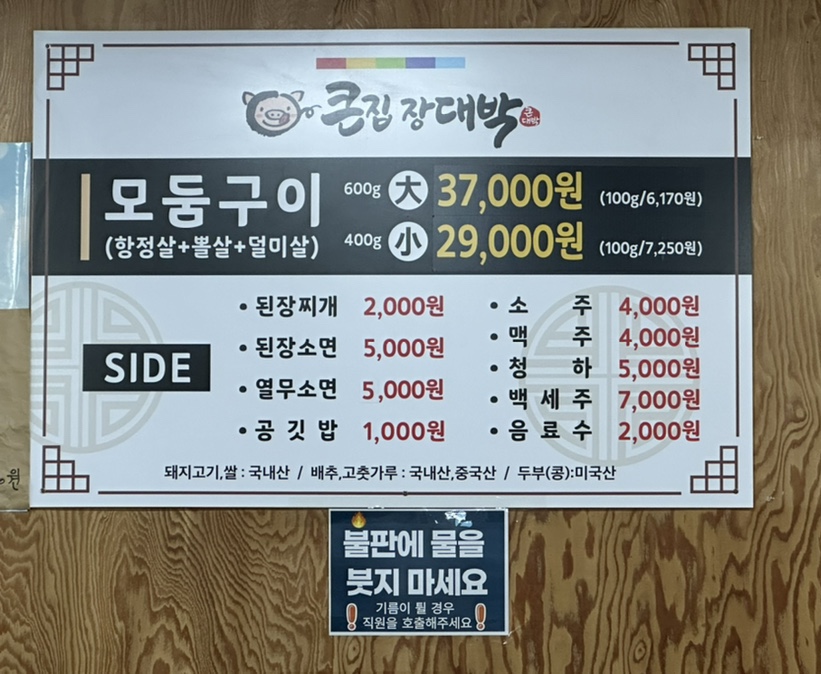 큰집 장대박
큰
대박
모둠구이
(항정살+뽈살+덜미살)
600g 大 37,000원 (100g/6,170원)
400g 小 29,000원 (100g/7,250원)
SIDE
• 된장찌개 2,000원
• 된장소면 5,000원
• 열무소면 5,000원
• 공깃밥 1,000원
• 소주 4,000원
• 맥주 4,000원
• 청하 5,000원
• 백세주 7,000원
• 음료수 2,000원
돼지고기,쌀 : 국내산 / 배추,고춧가루 : 국내산,중국산 / 두부(콩):미국산
원
불판에 물을
붓지 마세요
기름이 튈 경우
직원을 호출해주세요